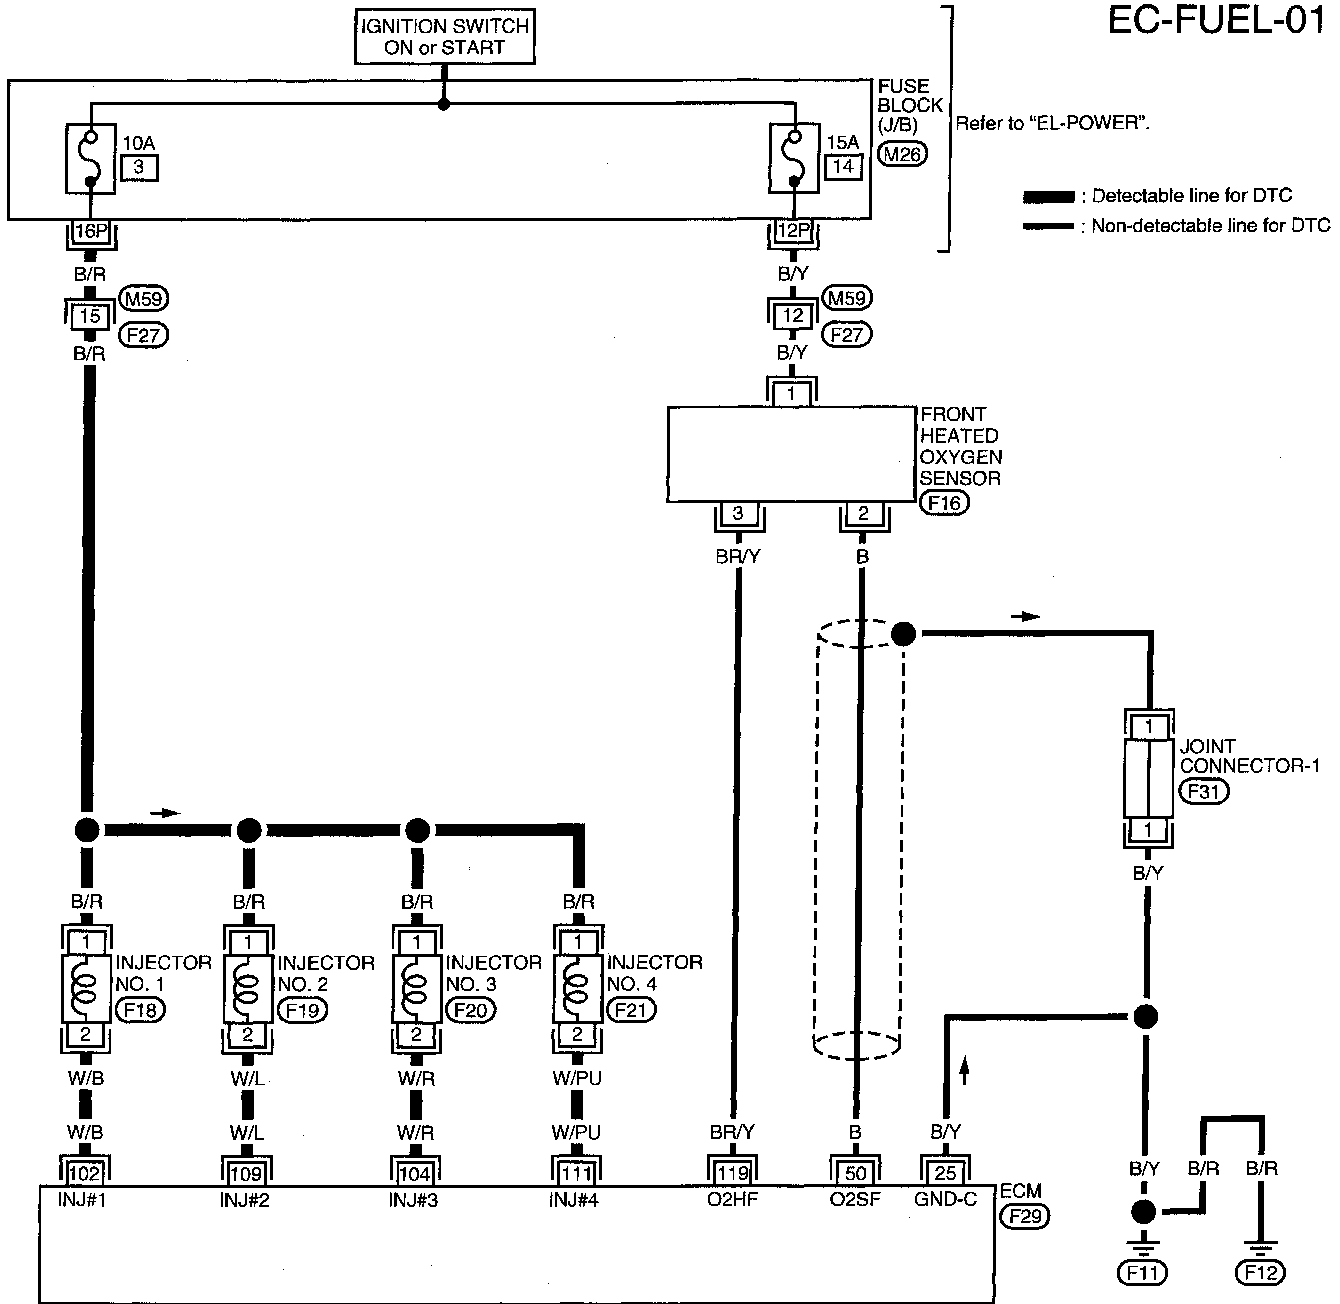 EC-FUEL-01
IGNITION SWITCH
ON or START
FUSE
BLOCK
(J/B)
M26
Refer to "EL-POWER".
10A
3
15A
14
: Detectable line for DTC
: Non-detectable line for DTC
16P
12P
B/R
B/Y
M59
15
F27
M59
12
F27
B/R
B/Y
1
FRONT
HEATED
OXYGEN
SENSOR
F16
3
2
BR/Y
B
1
JOINT
CONNECTOR-1
F31
1
B/Y
B/R
B/R
B/R
B/R
1
1
1
1
INJECTOR
NO. 1
F18
INJECTOR
NO. 2
F19
INJECTOR
NO. 3
F20
INJECTOR
NO. 4
F21
2
2
2
2
W/B
W/L
W/R
W/PU
W/B
W/L
W/R
W/PU
BR/Y
B
B/Y
B/Y
B/R
B/R
102
109
104
111
119
50
25
INJ#1
INJ#2
INJ#3
INJ#4
O2HF
O2SF
GND-C
ECM
F29
F11
F12